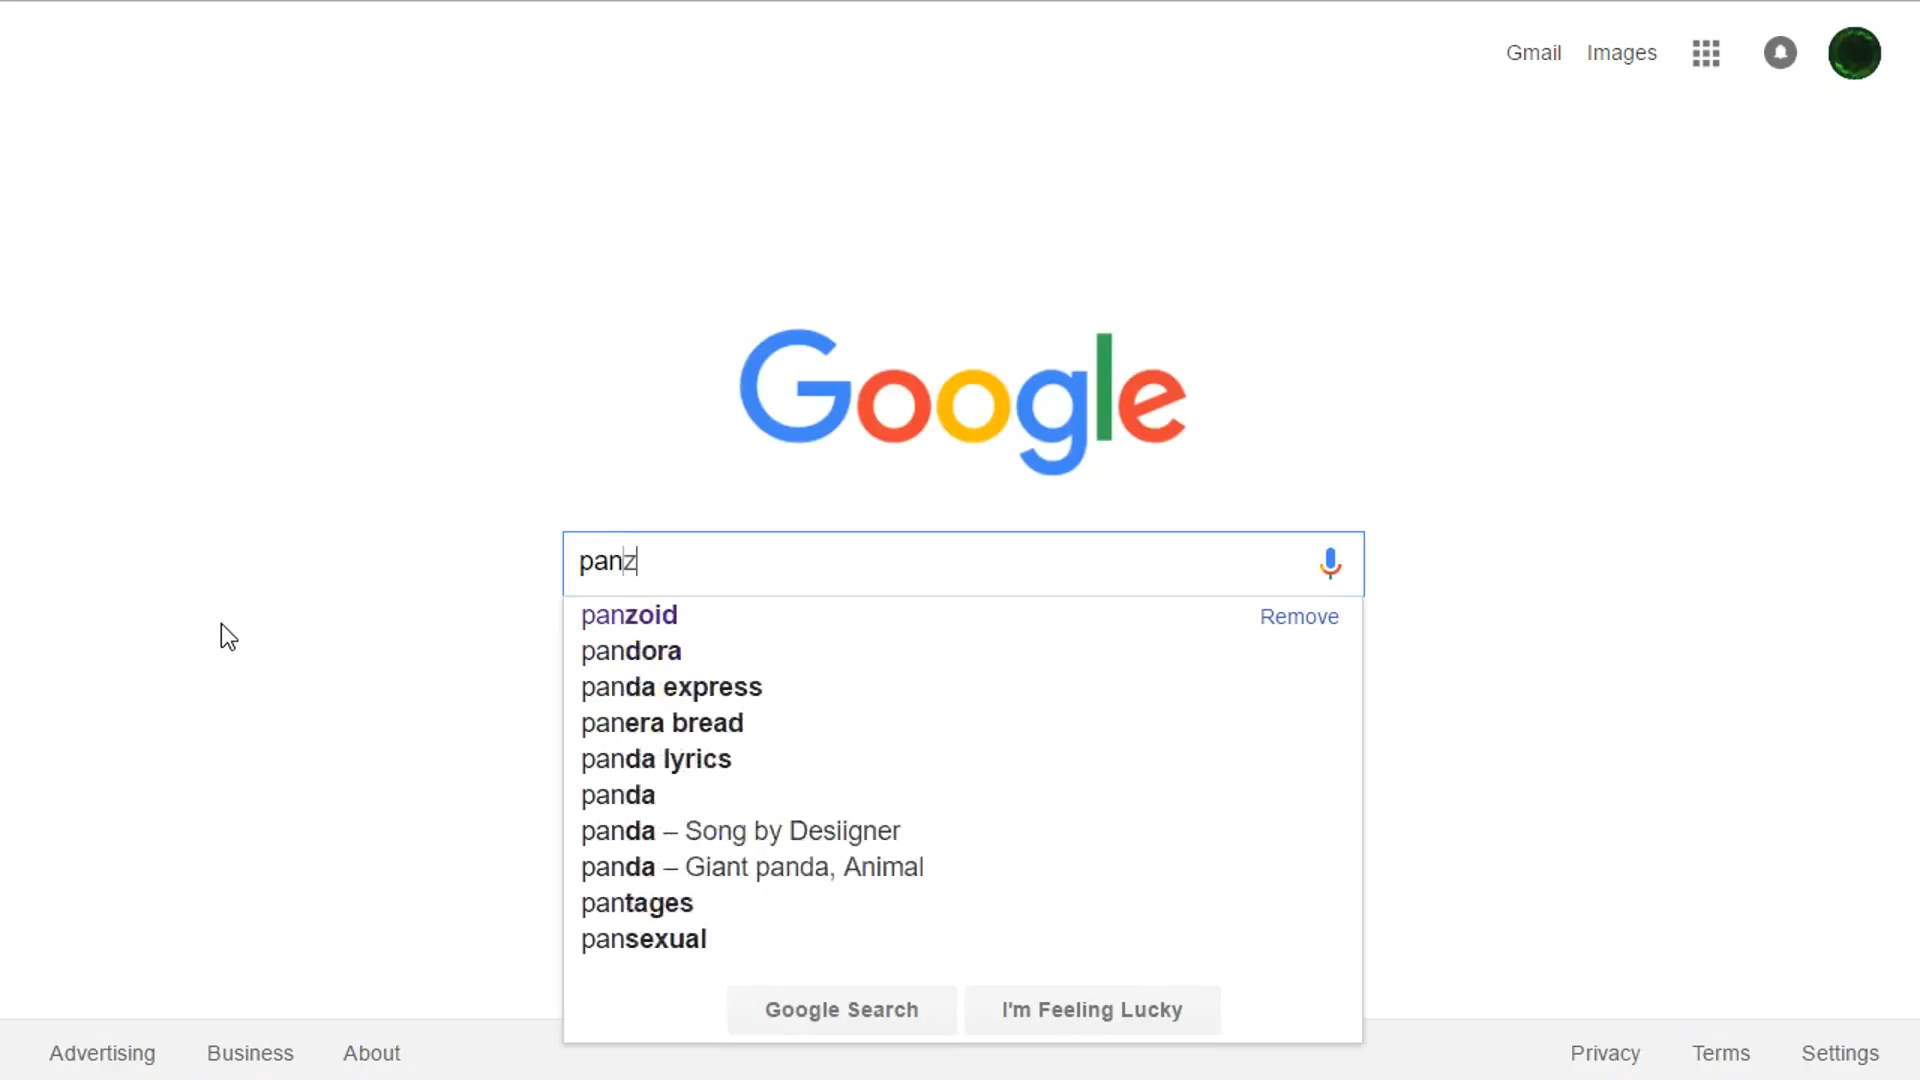 Gmail Images
Google
panz
panzoid Remove
pandora
panda express
panera bread
panda lyrics
panda
panda – Song by Desiigner
panda – Giant panda, Animal
pantages
pansexual
Google Search I'm Feeling Lucky
Advertising Business About Privacy Terms Settings